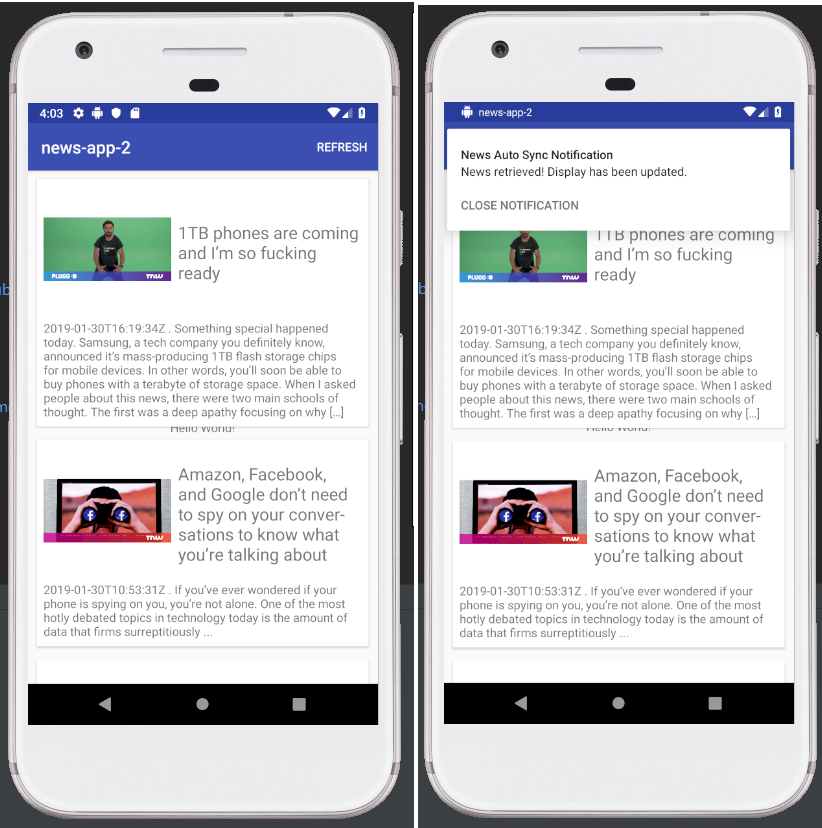 4:03
news-app-2
REFRESH
1TB phones are coming
and I'm so fucking
ready
PLUGG
TNW
2019-01-30T16:19:34Z . Something special happened
today. Samsung, a tech company you definitely know,
announced it's mass-producing 1TB flash storage chips
for mobile devices. In other words, you'll soon be able to
buy phones with a terabyte of storage space. When I asked
people about this news, there were two main schools of
thought. The first was a deep apathy focusing on why […]
Hello World!
Amazon, Facebook,
and Google don't need
to spy on your conver-
sations to know what
you're talking about
TNW
2019-01-30T10:53:31Z . If you've ever wondered if your
phone is spying on you, you're not alone. One of the most
hotly debated topics in technology today is the amount of
data that firms surreptitiously ...
news-app-2
News Auto Sync Notification
News retrieved! Display has been updated.
CLOSE NOTIFICATION
1TB phones are coming
and I'm so fucking
ready
PLUGG
TNW
2019-01-30T16:19:34Z . Something special happened
today. Samsung, a tech company you definitely know,
announced it's mass-producing 1TB flash storage chips
for mobile devices. In other words, you'll soon be able to
buy phones with a terabyte of storage space. When I asked
people about this news, there were two main schools of
thought. The first was a deep apathy focusing on why […]
Hello World!
Amazon, Facebook,
and Google don't need
to spy on your conver-
sations to know what
you're talking about
TNW
2019-01-30T10:53:31Z . If you've ever wondered if your
phone is spying on you, you're not alone. One of the most
hotly debated topics in technology today is the amount of
data that firms surreptitiously ...